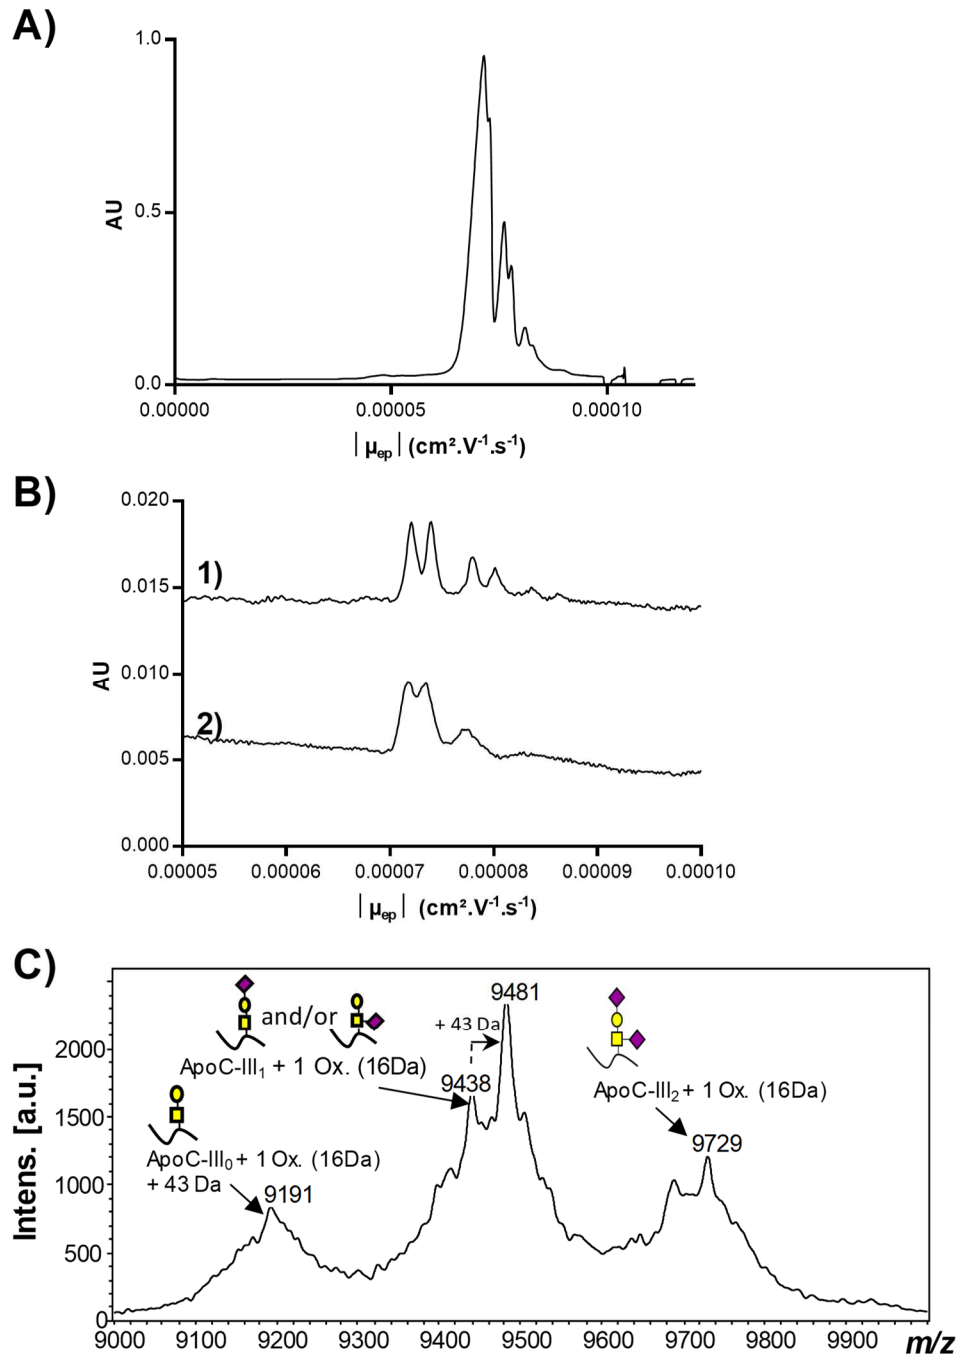 A)
1.0
0.5
0.0
AU
0.00000 0.00005 0.00010
|µep| (cm².V⁻¹.s⁻¹)
B)
0.020
0.015
0.010
0.005
0.000
AU
1)
2)
0.00005 0.00006 0.00007 0.00008 0.00009 0.00010
|µep| (cm².V⁻¹.s⁻¹)
C)
Intens. [a.u.]
2000
1500
1000
500
0
and/or
ApoC-III₁ + 1 Ox. (16Da)
9438
+ 43 Da
9481
ApoC-III₀ + 1 Ox. (16Da)
+ 43 Da
9191
ApoC-III₂ + 1 Ox. (16Da)
9729
9000 9100 9200 9300 9400 9500 9600 9700 9800 9900 m/z